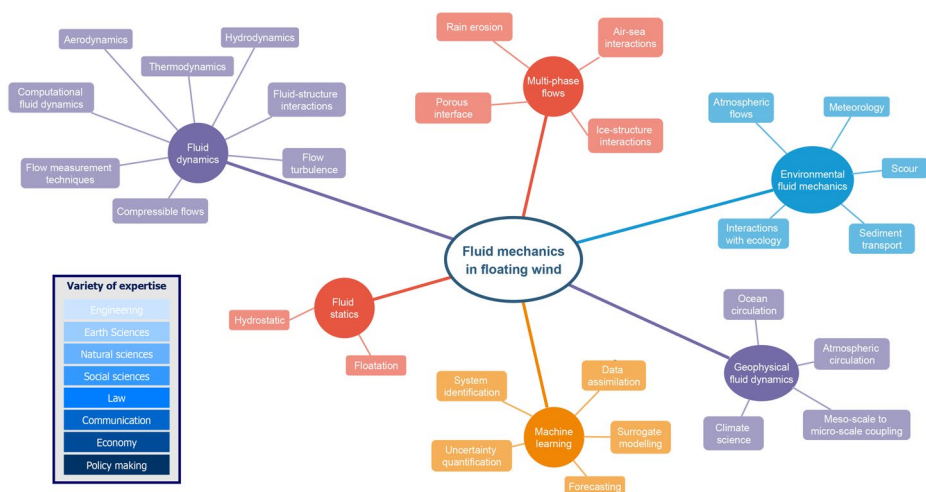 Aerodynamics
Hydrodynamics
Thermodynamics
Computational
fluid dynamics
Fluid-structure
interactions
Fluid
dynamics
Flow measurement
techniques
Flow
turbulence
Compressible flows
Rain erosion
Air-sea
interactions
Multi-phase
flows
Porous
interface
Ice-structure
interactions
Atmospheric
flows
Meteorology
Environmental
fluid mechanics
Scour
Interactions
with ecology
Sediment
transport
Fluid mechanics
in floating wind
Variety of expertise
Engineering
Earth Sciences
Natural sciences
Social sciences
Law
Communication
Economy
Policy making
Fluid
statics
Hydrostatic
Floatation
System
identification
Data
assimilation
Machine
learning
Surrogate
modelling
Uncertainty
quantification
Forecasting
Ocean
circulation
Atmospheric
circulation
Geophysical
fluid dynamics
Climate
science
Meso-scale to
micro-scale coupling